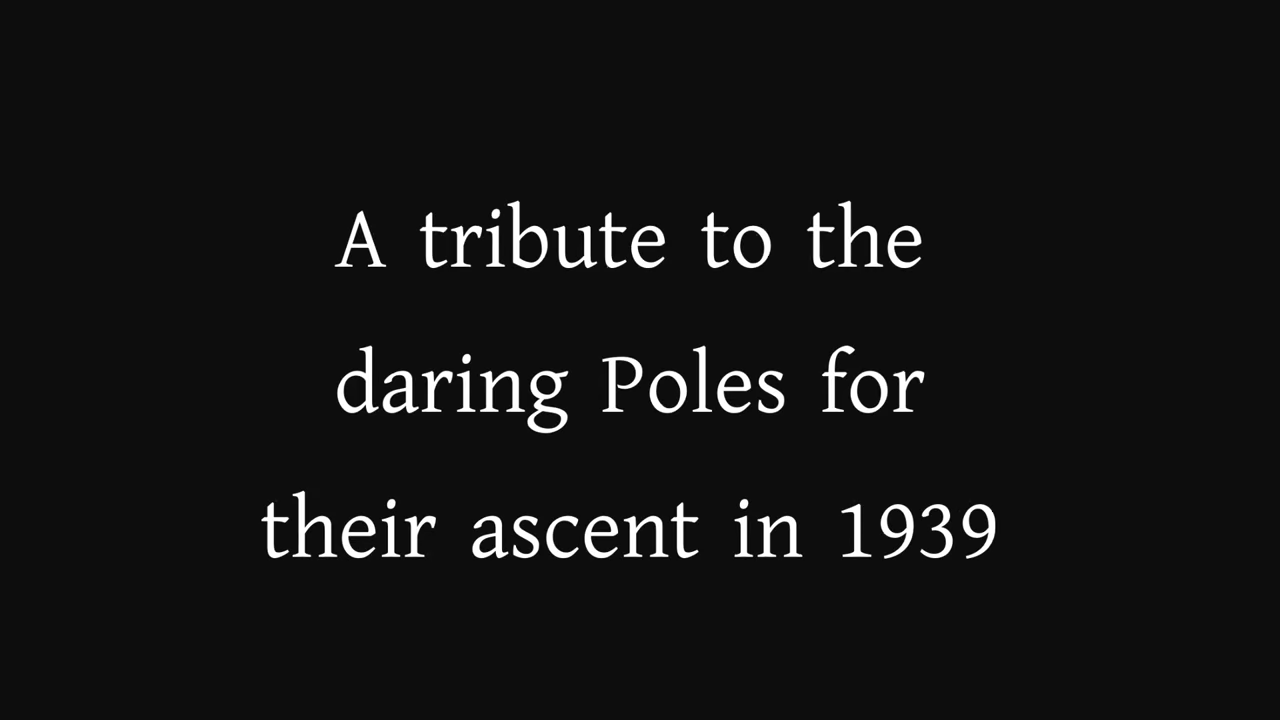 A tribute to the
daring Poles for
their ascent in 1939